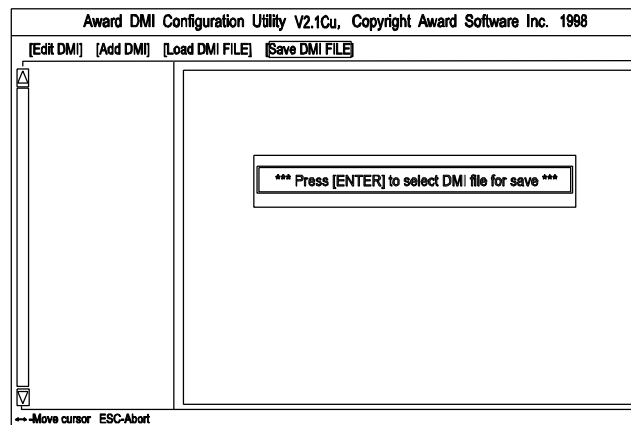 Award DMI Configuration Utility V2.1Cu, Copyright Award Software Inc. 1998
[Edit DMI] [Add DMI] [Load DMI FILE] [Save DMI FILE]
*** Press [ENTER] to select DMI file for save ***
↔-Move cursor ESC-Abort